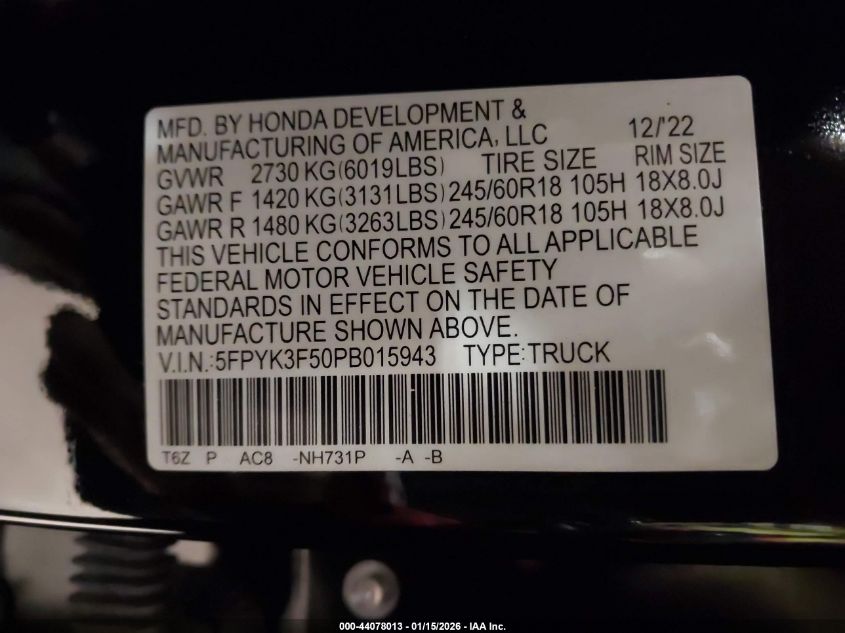 MFD. BY HONDA DEVELOPMENT &
MANUFACTURING OF AMERICA, LLC 12/'22
GVWR 2730 KG(6019LBS) TIRE SIZE RIM SIZE
GAWR F 1420 KG(3131LBS) 245/60R18 105H 18X8.0J
GAWR R 1480 KG(3263LBS) 245/60R18 105H 18X8.0J
THIS VEHICLE CONFORMS TO ALL APPLICABLE
FEDERAL MOTOR VEHICLE SAFETY
STANDARDS IN EFFECT ON THE DATE OF
MANUFACTURE SHOWN ABOVE.
V.I.N.:5FPYK3F50PB015943 TYPE:TRUCK
T6Z P AC8 -NH731P -A -B
000-44078013 - 01/15/2026 - IAA Inc.